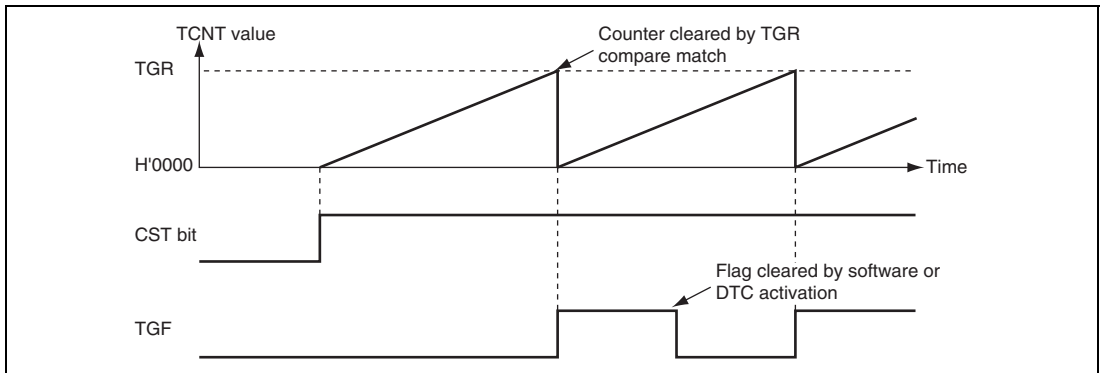 TCNT value
Counter cleared by TGR
compare match
TGR
H'0000
Time
CST bit
Flag cleared by software or
DTC activation
TGF